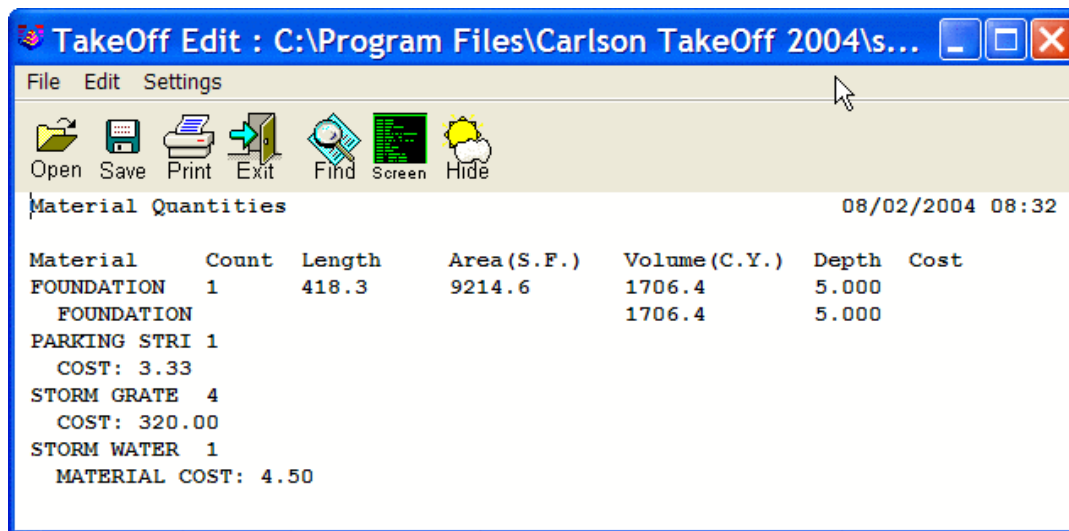 TakeOff Edit : C:\Program Files\Carlson TakeOff 2004\s...
File Edit Settings
Open Save Print Exit Find Screen Hide
Material Quantities 08/02/2004 08:32
Material Count Length Area(S.F.) Volume(C.Y.) Depth Cost
FOUNDATION 1 418.3 9214.6 1706.4 5.000
FOUNDATION 1706.4 5.000
PARKING STRI 1
COST: 3.33
STORM GRATE 4
COST: 320.00
STORM WATER 1
MATERIAL COST: 4.50